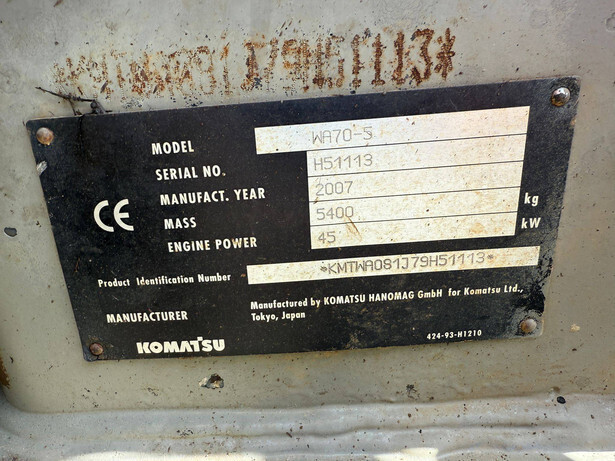 MODEL WA70-5
SERIAL NO. H51113
MANUFACT. YEAR 2007
MASS 5400 kg
ENGINE POWER 45 kW
CE
Product Identification Number *KMTWA081J79H51113*
MANUFACTURER Manufactured by KOMATSU HANOMAG GmbH for Komatsu Ltd.,
Tokyo, Japan
KOMATSU 424-93-H1210